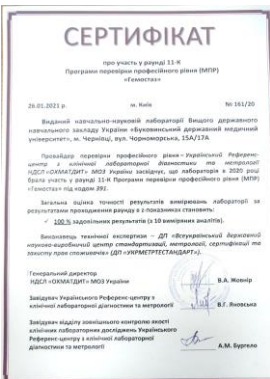 СЕРТИФІКАТ
про участь у раунді 11-К
Програми перевірки професійного рівня (МПР)
«Гемостаз»
26.01.2021 р. м. Київ № 161/20
Виданий навчально-науковій лабораторії Вищого державного
навчального закладу України «Буковинський державний медичний
університет», м. Чернівці, вул. Чорноморська, 15А/17А
Провайдер перевірки професійного рівня – Український Референс-
центр з клінічної лабораторної діагностики та метрології
НДСЛ «ОХМАТДИТ» МОЗ України засвідчує, що лабораторія в 2020 році
брала участь у раунді 11-К Програми перевірки професійного рівня (МПР)
«Гемостаз» під кодом 391.
Загальна оцінка точності результатів вимірювань лабораторії за
результатами проходження раунду в з показниках становить:
✓ 100 % задовільних результатів (з 10 виміряних аналітів).
Виконавець технічної експертизи – ДП «Всеукраїнський державний
науково-виробничий центр стандартизації, метрології, сертифікації та
захисту прав споживачів» (ДП «УКРМЕТРТЕСТСТАНДАРТ»).
Генеральний директор
НДСЛ «ОХМАТДИТ» МОЗ України В.А. Жовнір
Завідувач Українського Референс-центру з
клінічної лабораторної діагностики та метрології В.Г. Яновська
Завідувач відділу зовнішнього контролю якості
клінічних лабораторних досліджень Українського
Референс-центру з клінічної лабораторної
діагностики та метрології А.М. Бургело